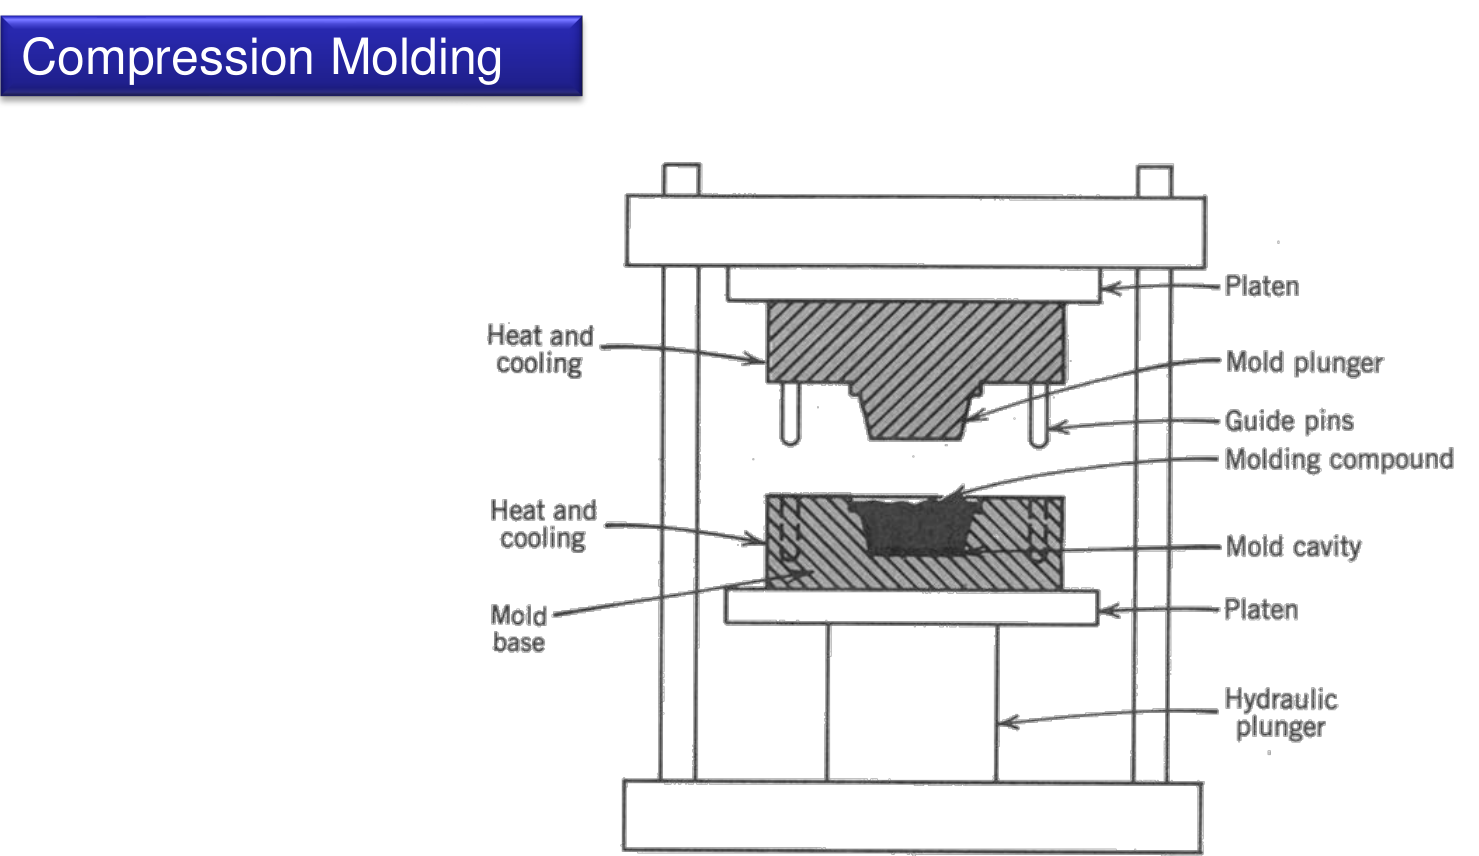 Compression Molding
Platen
Heat and
cooling
Mold plunger
Guide pins
Molding compound
Heat and
cooling
Mold cavity
Mold
base
Platen
Hydraulic
plunger